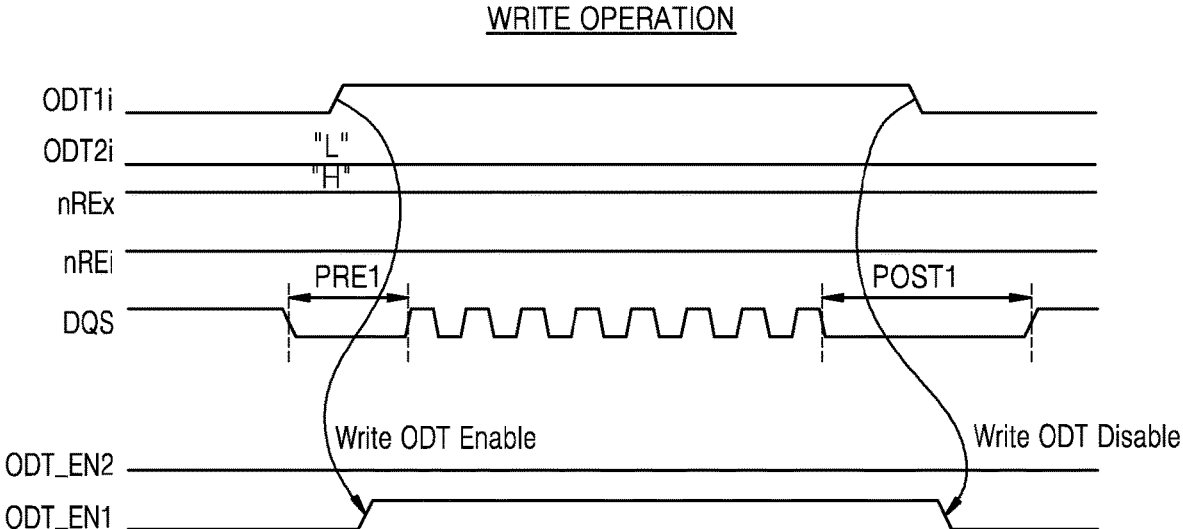 WRITE OPERATION
ODT1i
ODT2i
"L"
"H"
nREx
nREi
PRE1
POST1
DQS
Write ODT Enable
Write ODT Disable
ODT_EN2
ODT_EN1